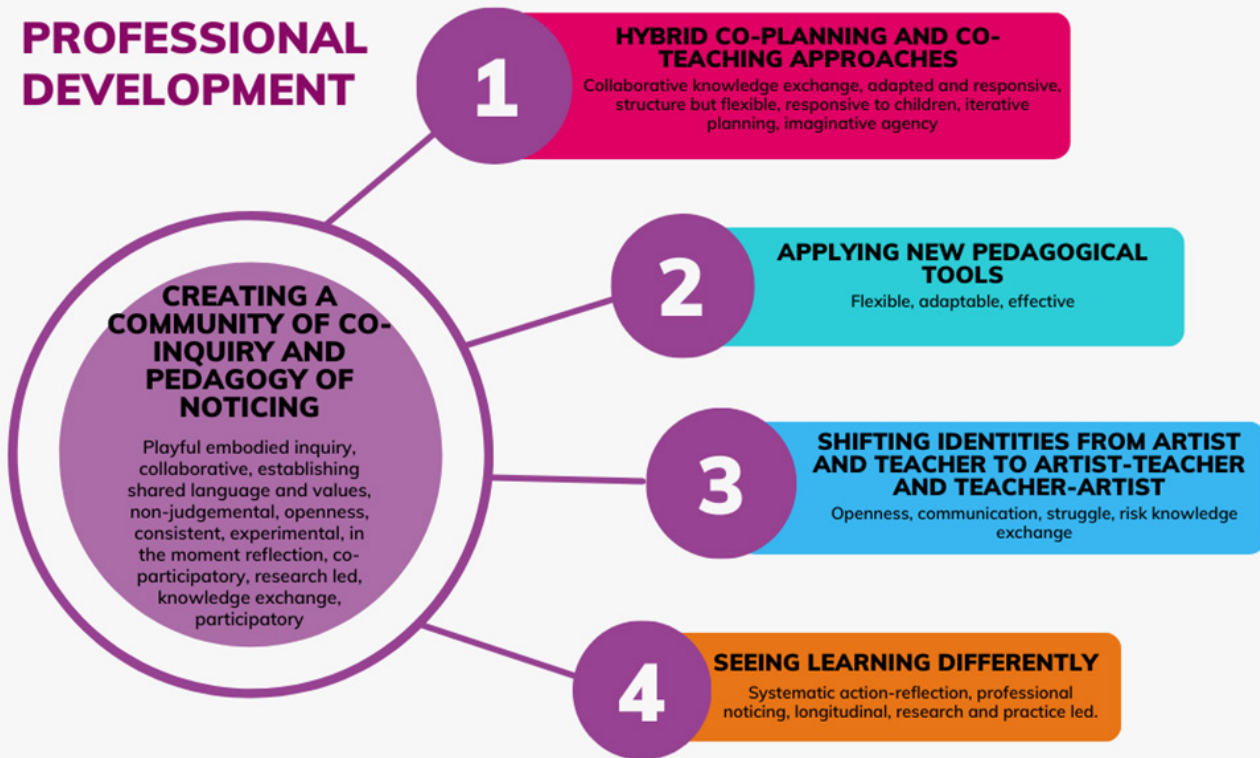 PROFESSIONAL
DEVELOPMENT
1
HYBRID CO-PLANNING AND CO-
TEACHING APPROACHES
Collaborative knowledge exchange, adapted and responsive,
structure but flexible, responsive to children, iterative
planning, imaginative agency
2
APPLYING NEW PEDAGOGICAL
TOOLS
Flexible, adaptable, effective
CREATING A
COMMUNITY OF CO-
INQUIRY AND
PEDAGOGY OF
NOTICING
Playful embodied inquiry,
collaborative, establishing
shared language and values,
non-judgemental, openness,
consistent, experimental, in
the moment reflection, co-
participatory, research led,
knowledge exchange,
participatory
3
SHIFTING IDENTITIES FROM ARTIST
AND TEACHER TO ARTIST-TEACHER
AND TEACHER-ARTIST
Openness, communication, struggle, risk knowledge
exchange
4
SEEING LEARNING DIFFERENTLY
Systematic action-reflection, professional
noticing, longitudinal, research and practice led.